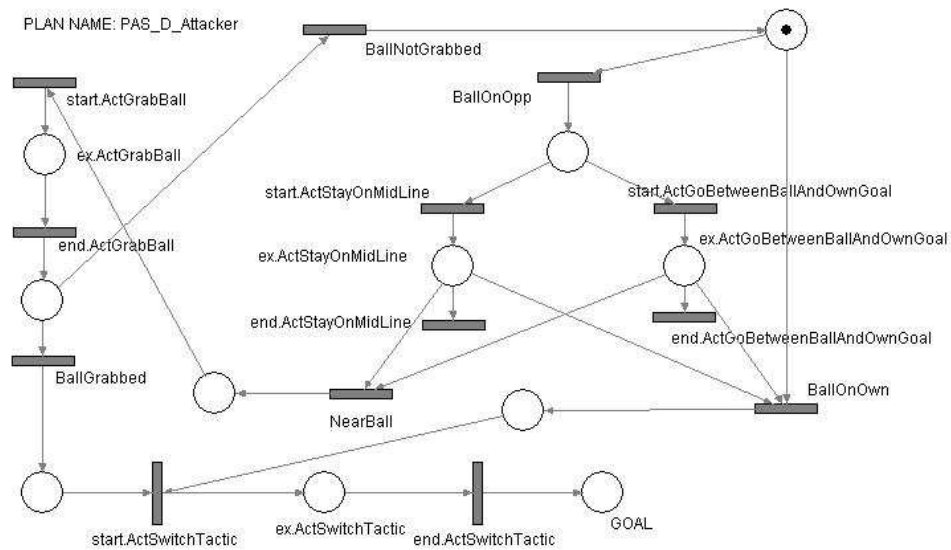 PLAN NAME: PAS_D_Attacker
BallNotGrabbed
start.ActGrabBall
BallOnOpp
ex.ActGrabBall
start.ActStayOnMidLine
start.ActGoBetweenBallAndOwnGoal
end.ActGrabBall
ex.ActStayOnMidLine
ex.ActGoBetweenBallAndOwnGoal
end.ActStayOnMidLine
end.ActGoBetweenBallAndOwnGoal
BallGrabbed
BallOnOwn
NearBall
start.ActSwitchTactic
ex.ActSwitchTactic
end.ActSwitchTactic
GOAL